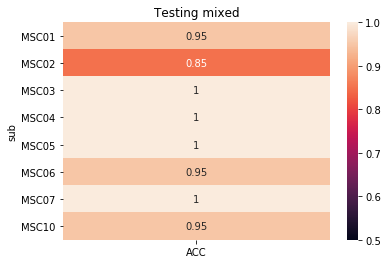 Testing mixed
MSC01 0.95
MSC02 0.85
MSC03 1
MSC04 1
MSC05 1
MSC06 0.95
MSC07 1
MSC10 0.95
sub
ACC
1.0
0.9
0.8
0.7
0.6
0.5